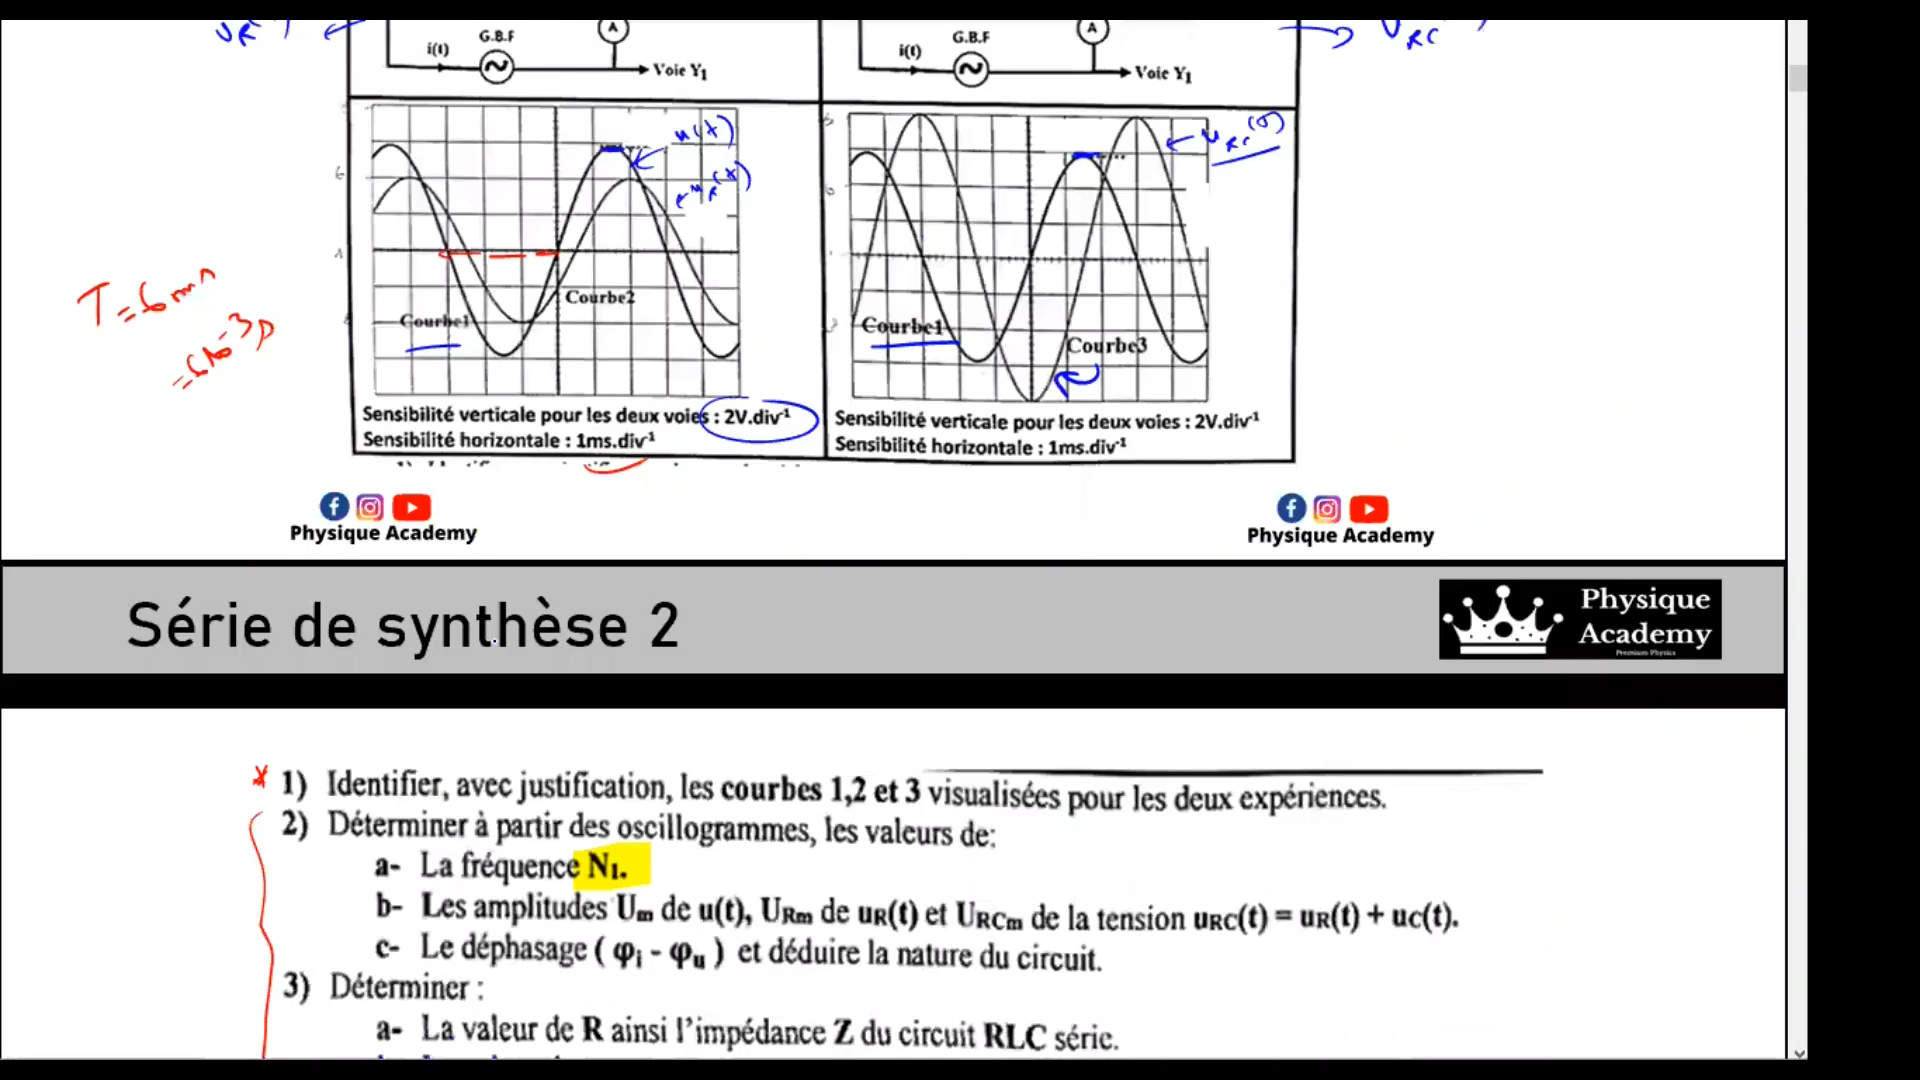 G.B.F
A
i(t)
Voie Y1
G.B.F
A
i(t)
Voie Y1
u(t)
uR(t)
Courbe1
Courbe2
uRC(t)
Courbe1
Courbe3
T = 6 ms
Sensibilité verticale pour les deux voies : 2V.div-1
Sensibilité horizontale : 1ms.div-1
Sensibilité verticale pour les deux voies : 2V.div-1
Sensibilité horizontale : 1ms.div-1
Physique Academy
Physique Academy
Série de synthèse 2
Physique
Academy
Premium Physics
1) Identifier, avec justification, les courbes 1,2 et 3 visualisées pour les deux expériences.
2) Déterminer à partir des oscillogrammes, les valeurs de:
a- La fréquence N1.
b- Les amplitudes Um de u(t), URm de uR(t) et URCm de la tension uRC(t) = uR(t) + uC(t).
c- Le déphasage ( φi - φu ) et déduire la nature du circuit.
3) Déterminer :
a- La valeur de R ainsi l'impédance Z du circuit RLC série.